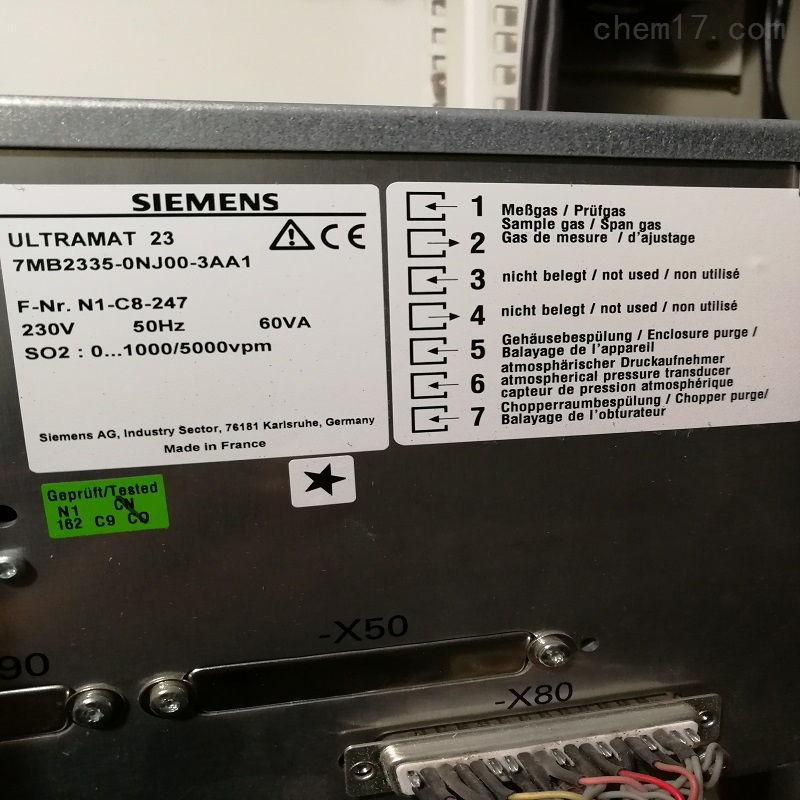 chem17.com
SIEMENS
ULTRAMAT 23
CE
7MB2335-0NJ00-3AA1
F-Nr. N1-C8-247
230V 50Hz 60VA
SO2 : 0...1000/5000vpm
Siemens AG, Industry Sector, 76181 Karlsruhe, Germany
Made in France
1 Meßgas / Prüfgas
Sample gas / Span gas
2 Gas de mesure / d'ajustage
3 nicht belegt / not used / non utilisé
4 nicht belegt / not used / non utilisé
5 Gehäusebespülung / Enclosure purge /
Balayage de l'appareil
6 atmosphärischer Druckaufnehmer
atmospherical pressure transducer
capteur de pression atmosphérique
7 Chopperraumbespülung / Chopper purge/
Balayage de l'obturateur
Geprüft/Tested
N1 CN
162 C9 CO
-X50
90
-X80